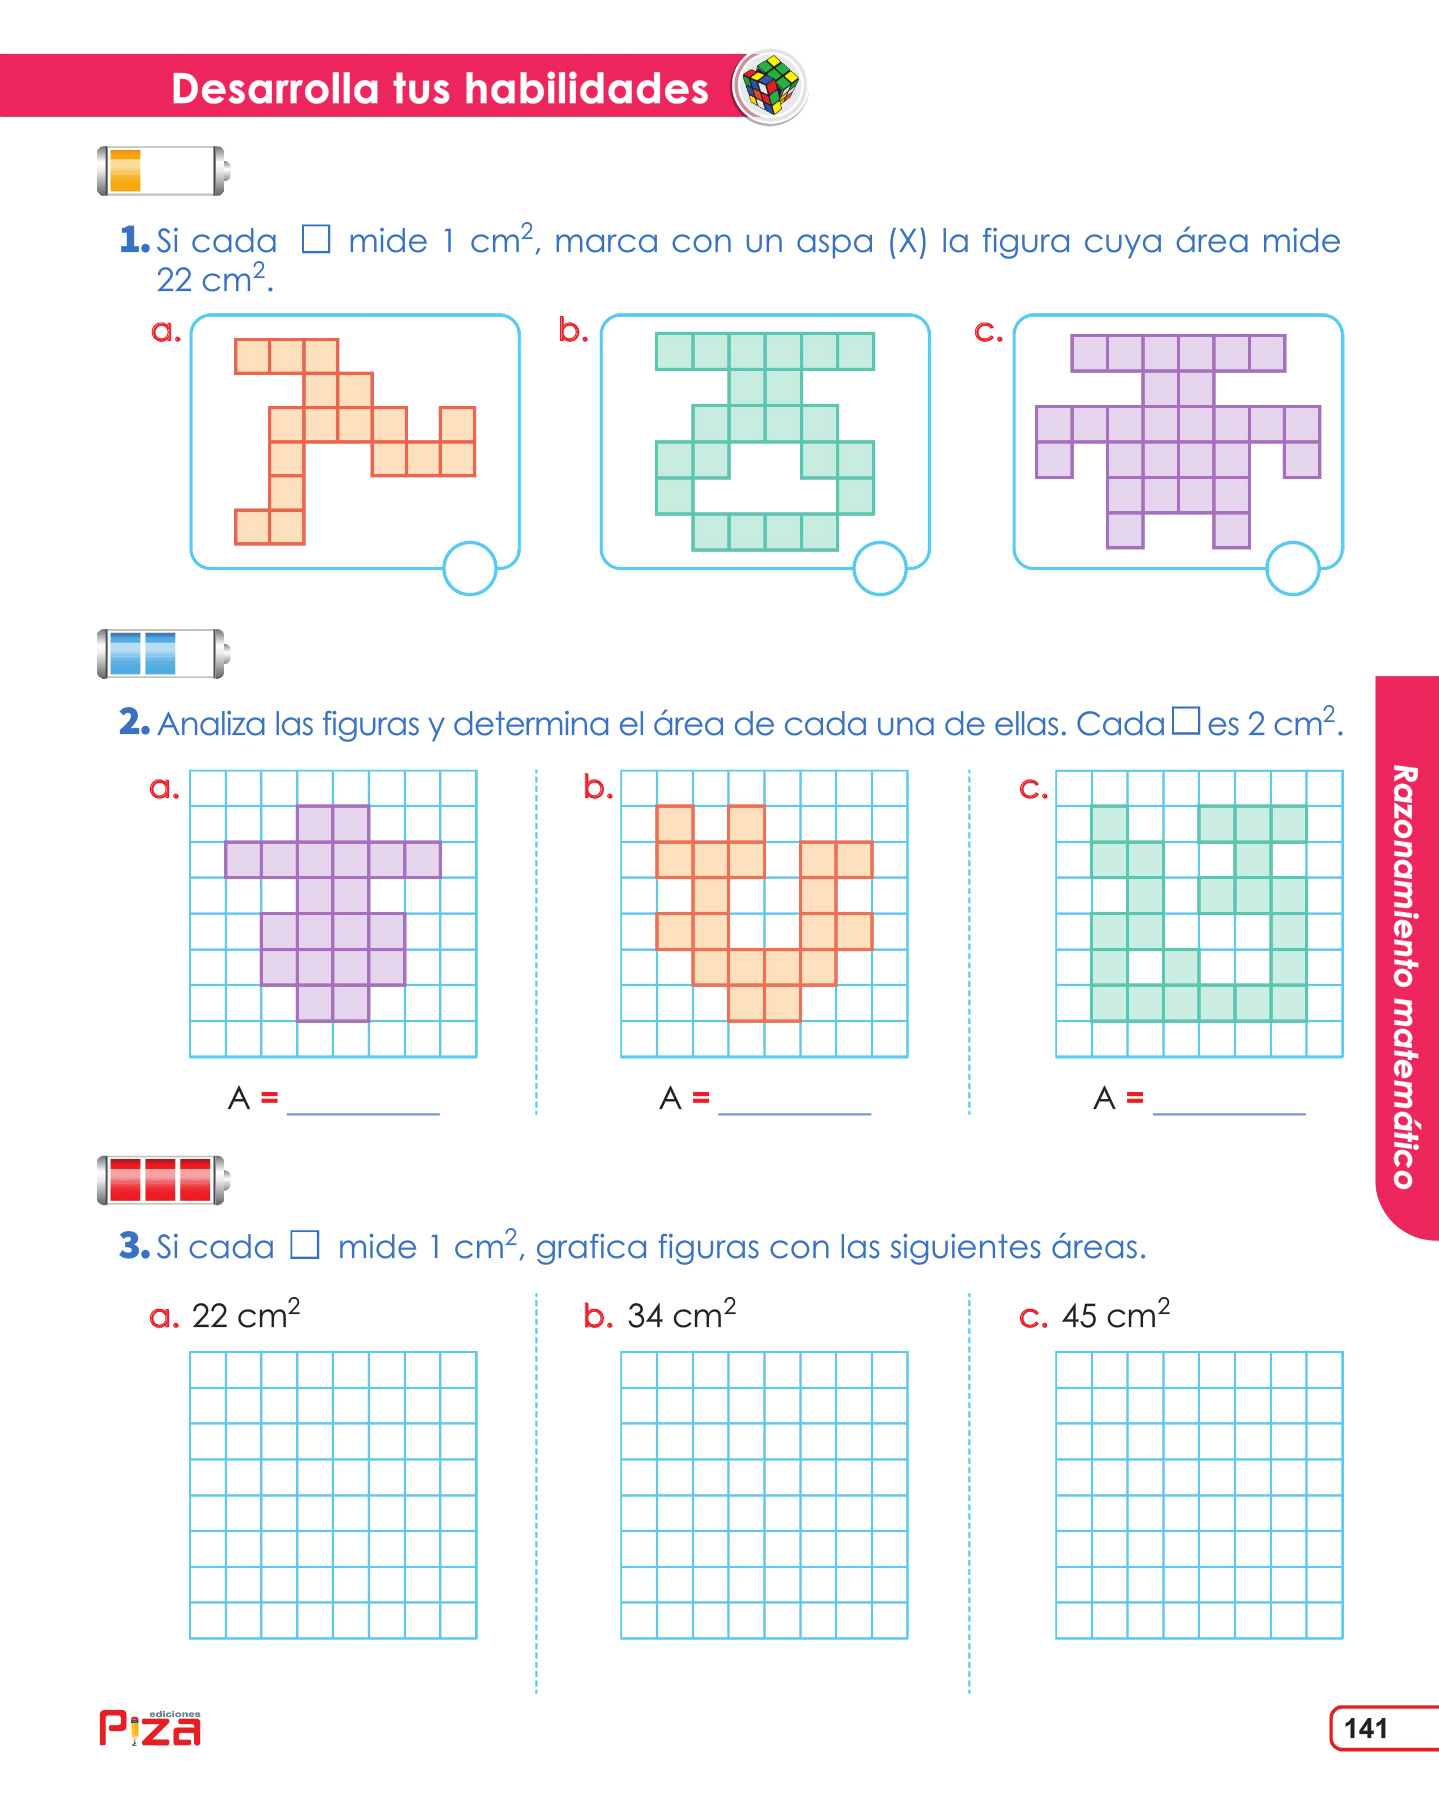 Desarrolla tus habilidades
1. Si cada □ mide 1 cm², marca con un aspa (X) la figura cuya área mide
22 cm².
a.
b.
c.
2. Analiza las figuras y determina el área de cada una de ellas. Cada □ es 2 cm².
a.
b.
c.
A = ________
A = ________
A = ________
3. Si cada □ mide 1 cm², grafica figuras con las siguientes áreas.
a. 22 cm²
b. 34 cm²
c. 45 cm²
Razonamiento matemático
ediciones
Piza
141